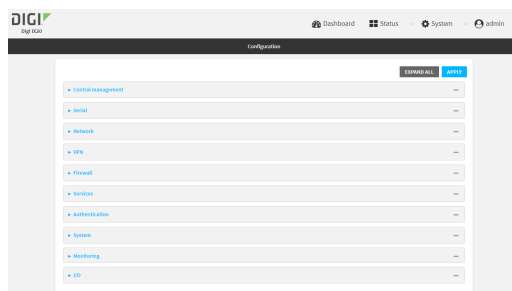 DIGI
Digi IX20
Dashboard
Status
System
admin
Configuration
EXPAND ALL
APPLY
Central management
Serial
Network
VPN
Firewall
Services
Authentication
System
Monitoring
I/O